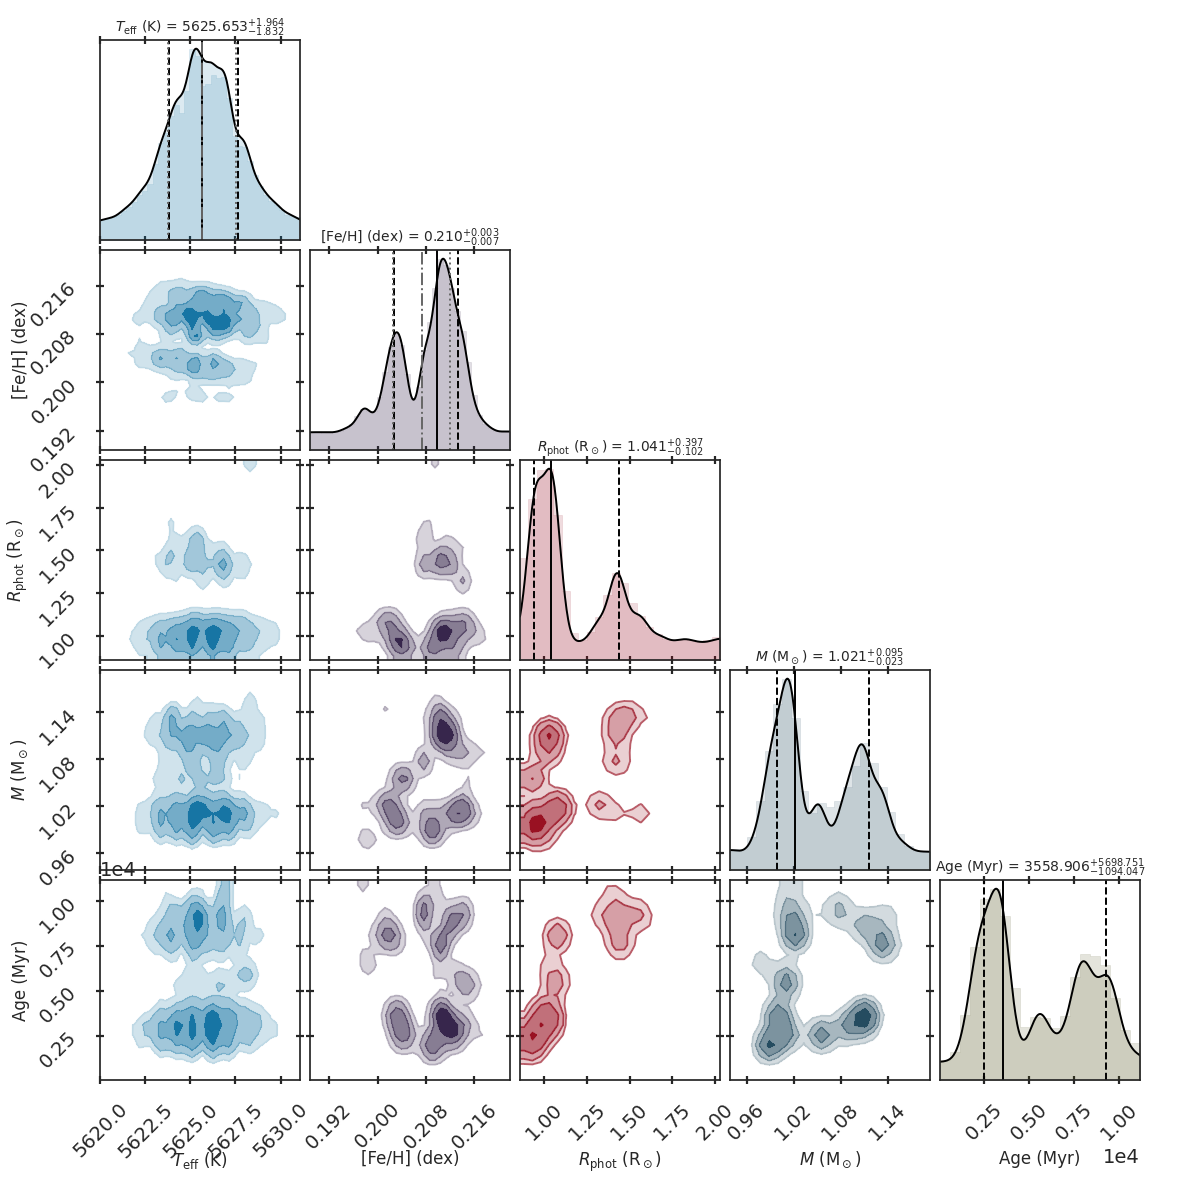 T_eff (K) = 5625.653 +1.964 −1.832
[Fe/H] (dex) = 0.210 +0.003 −0.007
0.216
0.208
0.200
0.192
[Fe/H] (dex)
R_phot (R⊙) = 1.041 +0.397 −0.102
2.00
1.75
1.50
1.25
1.00
R_phot (R⊙)
M (M⊙) = 1.021 +0.095 −0.023
1.14
1.08
1.02
0.96
M (M⊙)
1e4
Age (Myr) = 3558.906 +5698.751 −1094.047
1.00
0.75
0.50
0.25
Age (Myr)
5620.0 5622.5 5625.0 5627.5 5630.0 0.192 0.200 0.208 0.216 1.00 1.25 1.50 1.75 2.00 0.96 1.02 1.08 1.14 0.25 0.50 0.75 1.00
T_eff (K) [Fe/H] (dex) R_phot (R⊙) M (M⊙) Age (Myr) 1e4